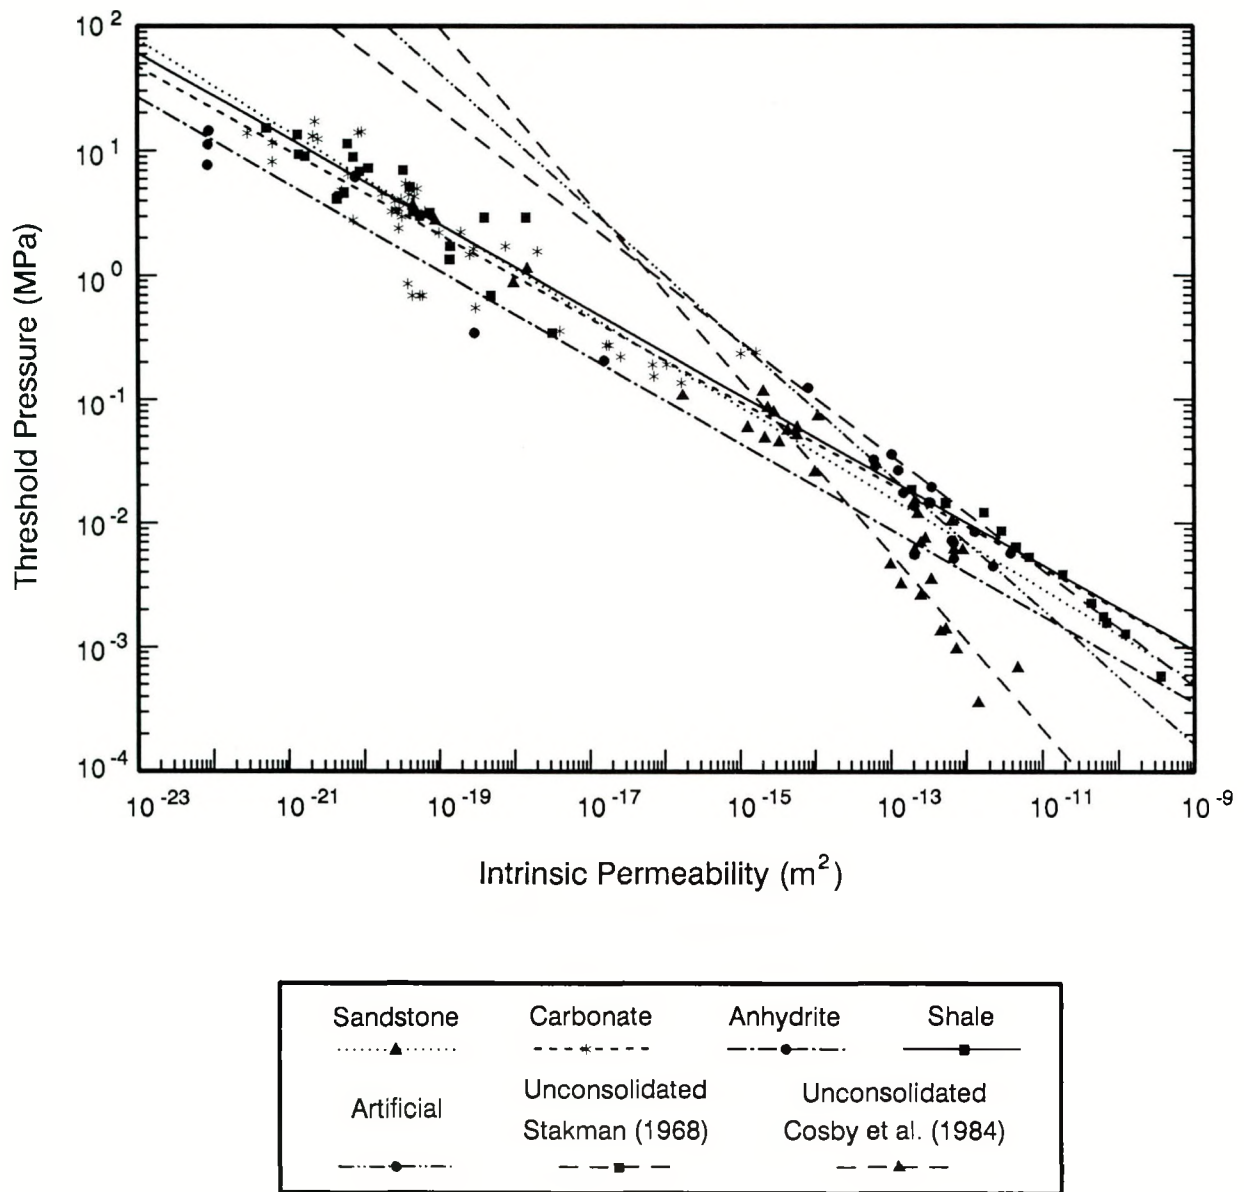 10 2
10 1
10 0
10 -1
10 -2
10 -3
10 -4
Threshold Pressure (MPa)
10 -23 10 -21 10 -19 10 -17 10 -15 10 -13 10 -11 10 -9
Intrinsic Permeability (m2)
Sandstone Carbonate Anhydrite Shale
Artificial Unconsolidated Stakman (1968) Unconsolidated Cosby et al. (1984)